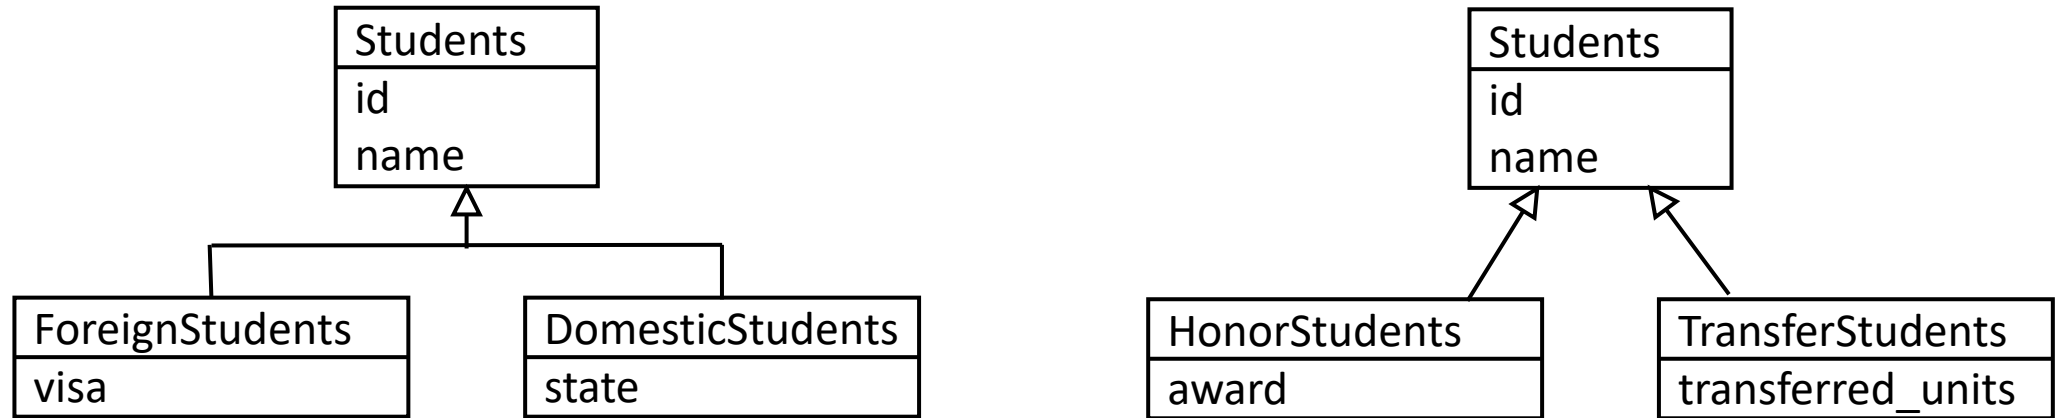 Students
id
name
ForeignStudents
visa
DomesticStudents
state
Students
id
name
HonorStudents
award
TransferStudents
transferred_units